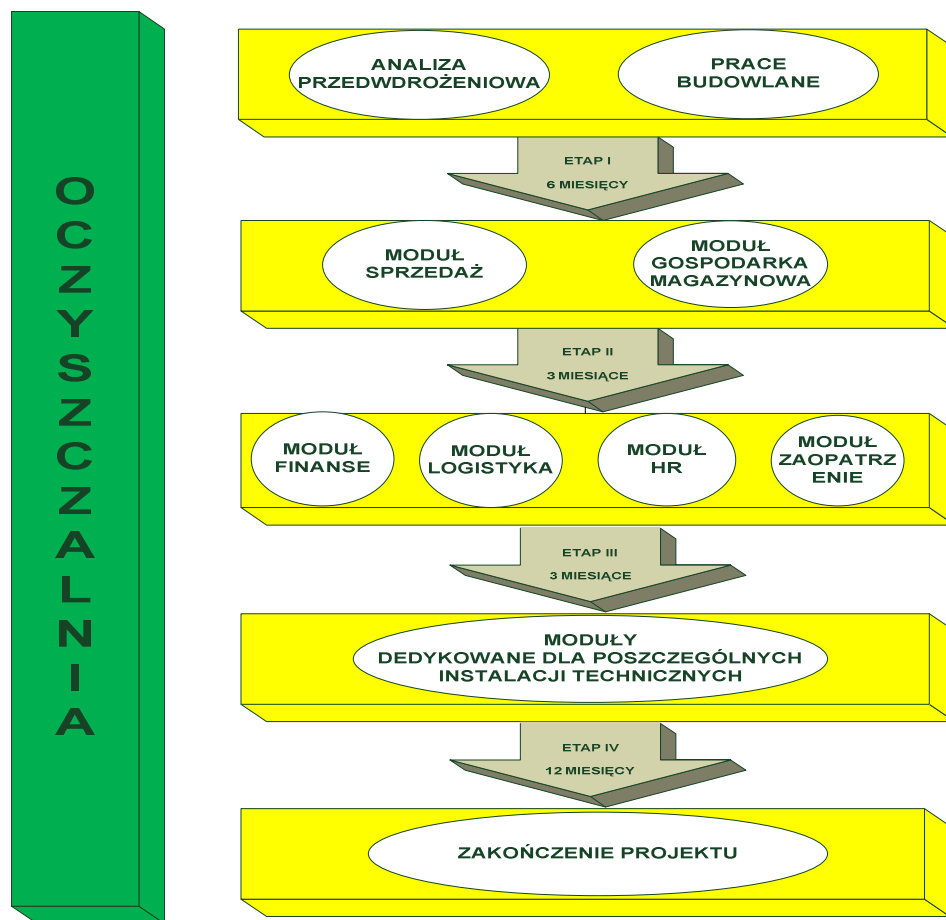 OCZYSZCZALNIA
ANALIZA
PRZEDWDROŻENIOWA
PRACE
BUDOWLANE
ETAP I
6 MIESIĘCY
MODUŁ
SPRZEDAŻ
MODUŁ
GOSPODARKA
MAGAZYNOWA
ETAP II
3 MIESIĄCE
MODUŁ
FINANSE
MODUŁ
LOGISTYKA
MODUŁ
HR
MODUŁ
ZAOPATRZ
ENIE
ETAP III
3 MIESIĄCE
MODUŁY
DEDYKOWANE DLA POSZCZEGÓLNYCH
INSTALACJI TECHNICZNYCH
ETAP IV
12 MIESIĘCY
ZAKOŃCZENIE PROJEKTU